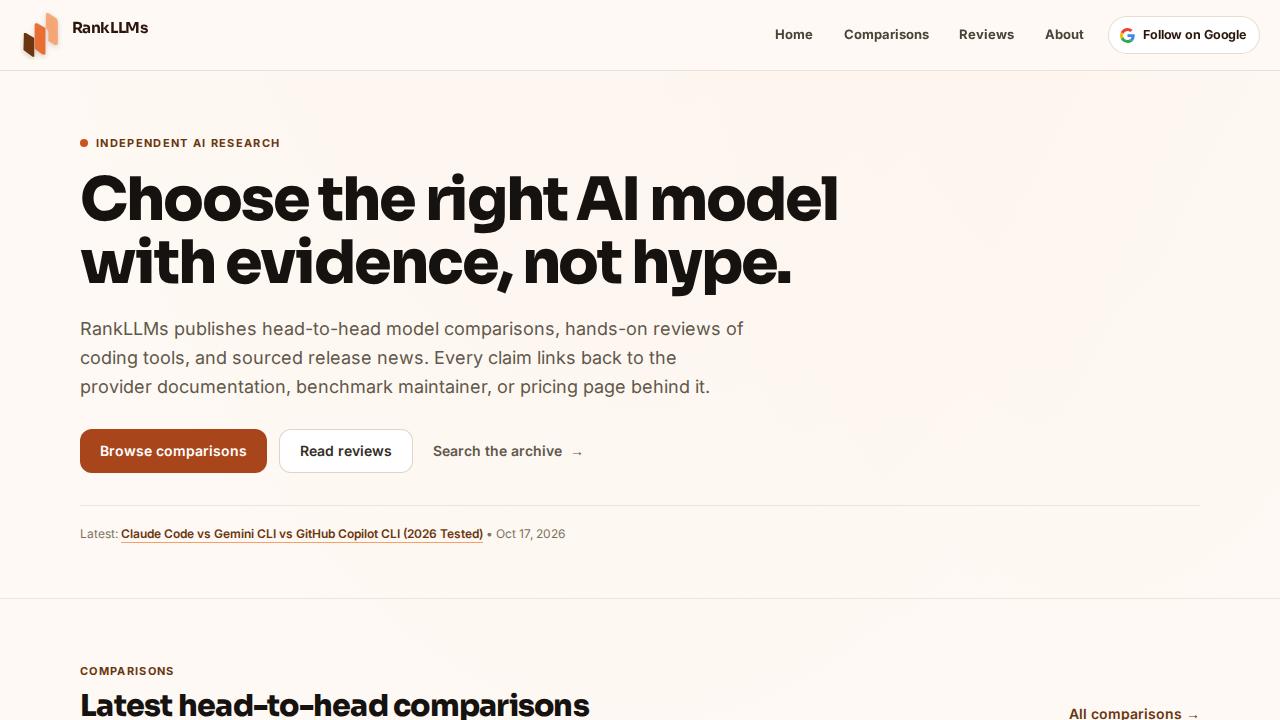 RankLLMs
Home
Comparisons
Reviews
About
Follow on Google
INDEPENDENT AI RESEARCH
Choose the right AI model
with evidence, not hype.
RankLLMs publishes head-to-head model comparisons, hands-on reviews of
coding tools, and sourced release news. Every claim links back to the
provider documentation, benchmark maintainer, or pricing page behind it.
Browse comparisons
Read reviews
Search the archive →
Latest: Claude Code vs Gemini CLI vs GitHub Copilot CLI (2026 Tested) • Oct 17, 2026
COMPARISONS
Latest head-to-head comparisons
All comparisons →